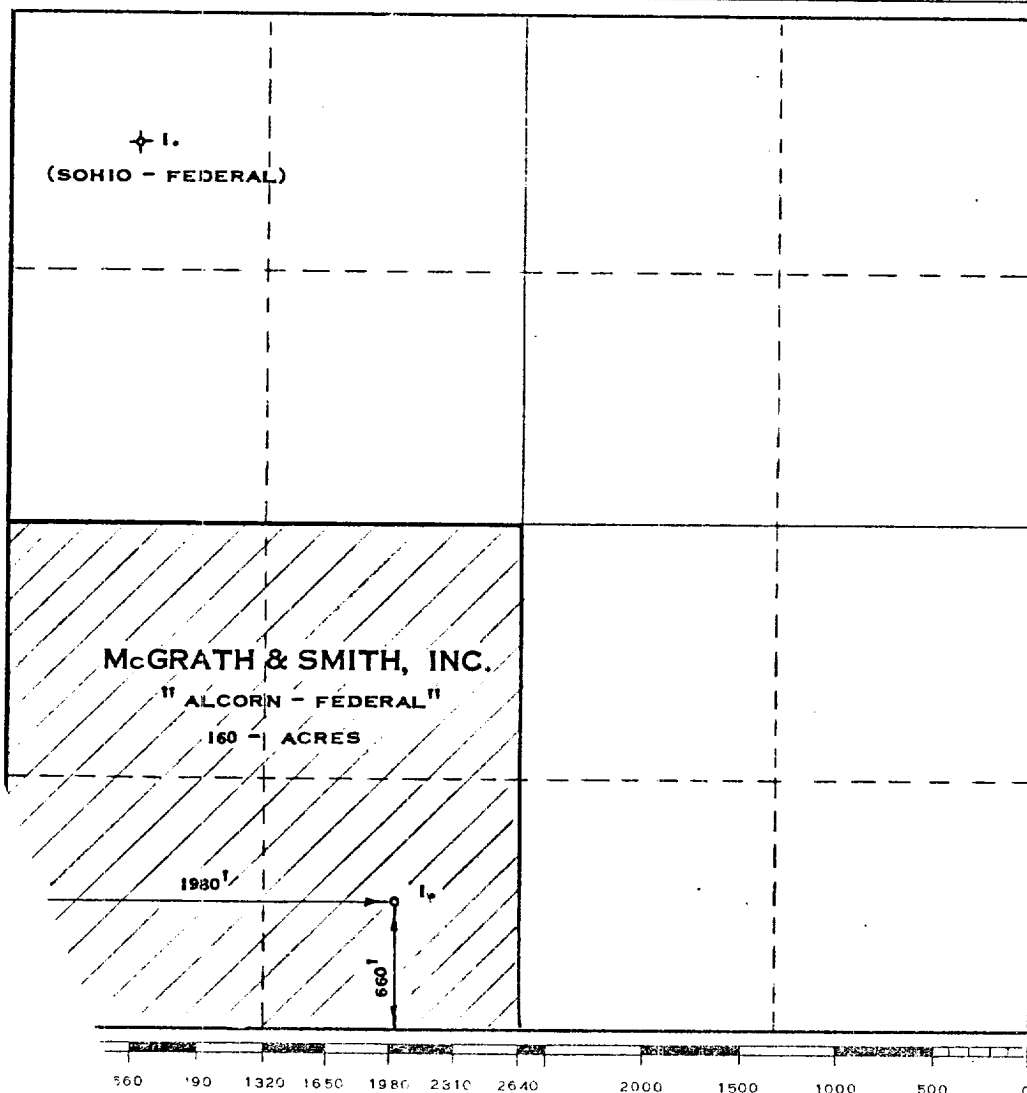 1.
(SOHIO - FEDERAL)
McGRATH & SMITH, INC.
"ALCORN - FEDERAL"
160 - ACRES
1980'
1.
660'
1320 1650 1980 2310 2640 2000 1500 1000 500 0